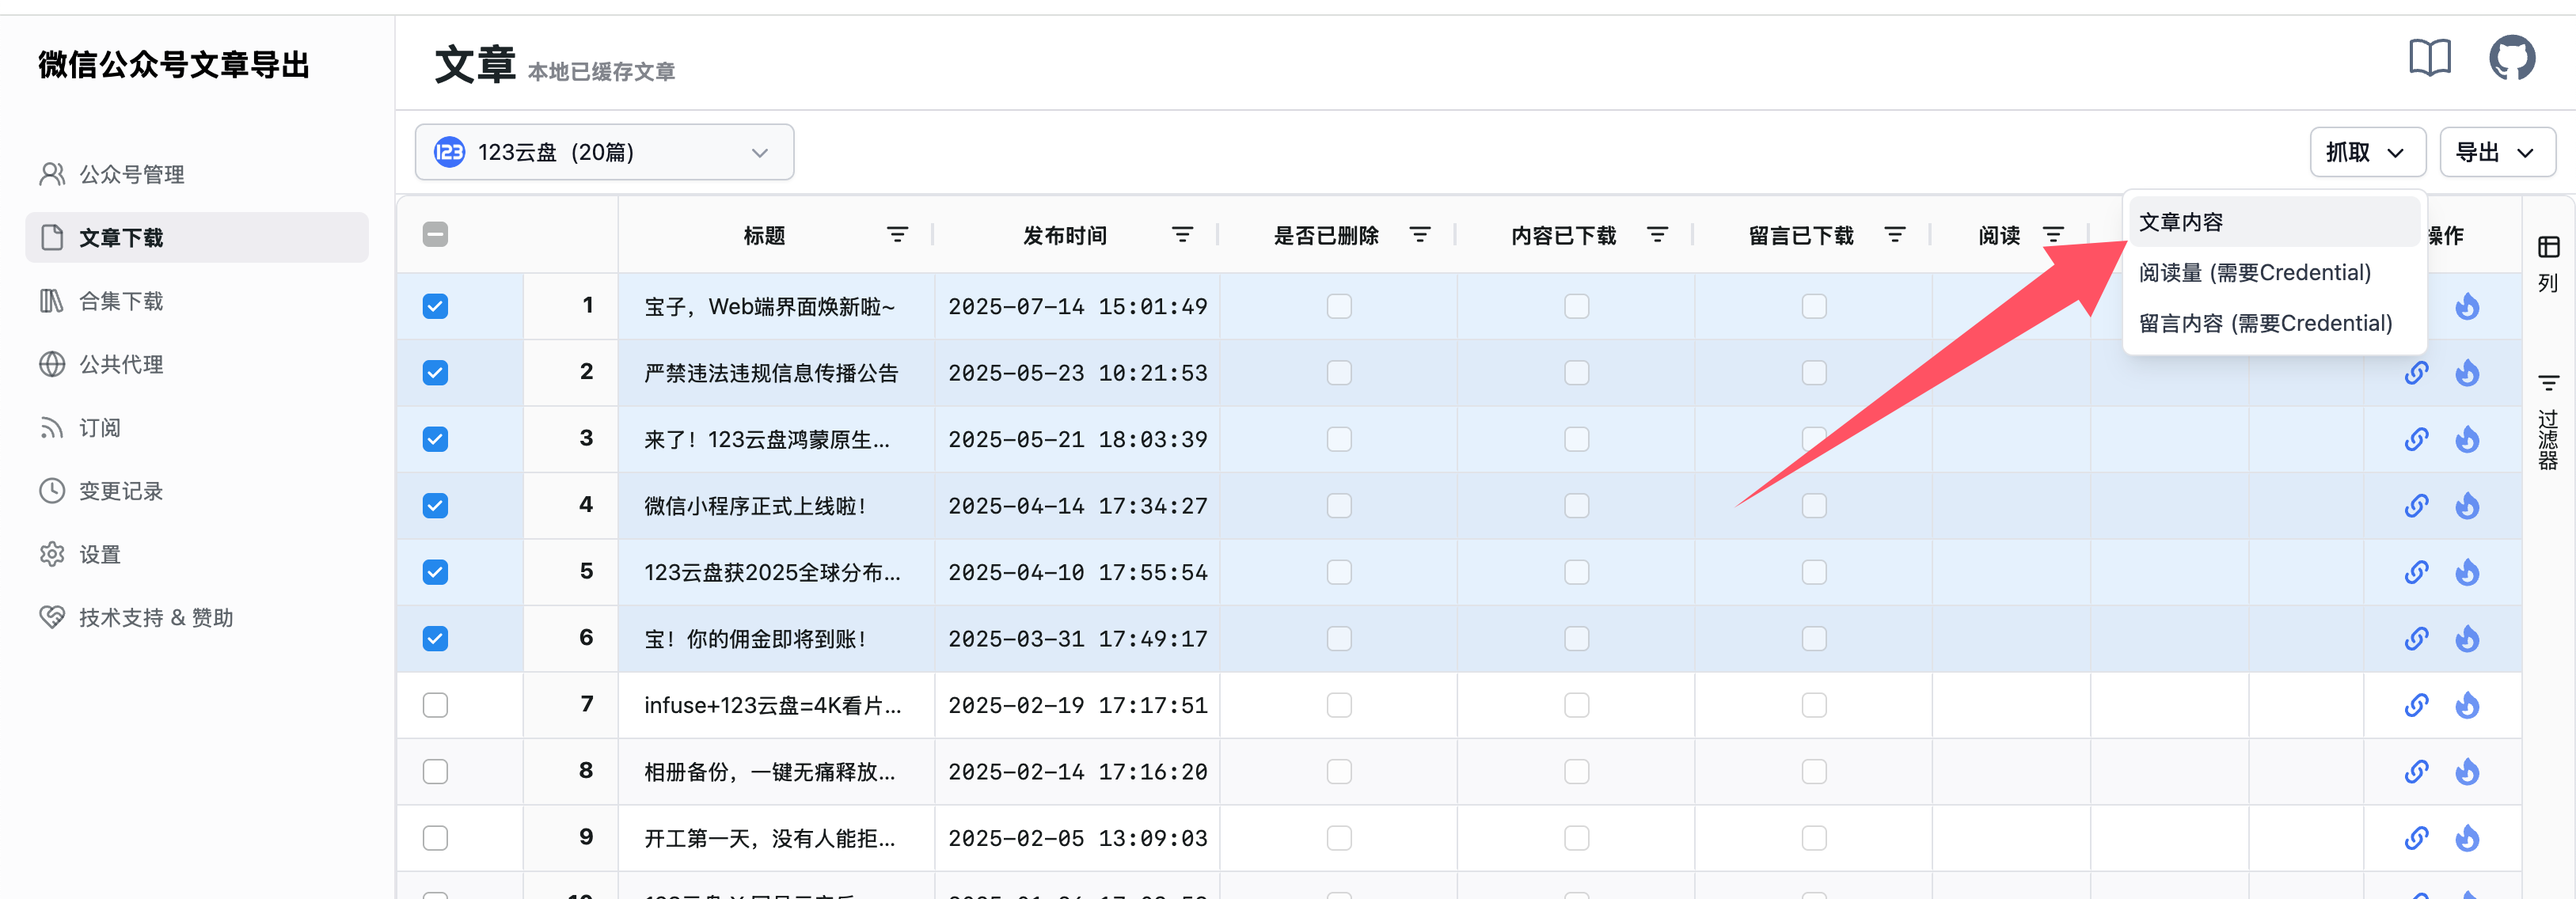 微信公众号文章导出
公众号管理
文章下载
合集下载
公共代理
订阅
变更记录
设置
技术支持 & 赞助
文章 本地已缓存文章
123 123云盘 (20篇)
抓取 导出
文章内容
阅读量 (需要Credential)
留言内容 (需要Credential)
标题 发布时间 是否已删除 内容已下载 留言已下载 阅读 操作
1 宝子，Web端界面焕新啦~ 2025-07-14 15:01:49
2 严禁违法违规信息传播公告 2025-05-23 10:21:53
3 来了！123云盘鸿蒙原生... 2025-05-21 18:03:39
4 微信小程序正式上线啦！ 2025-04-14 17:34:27
5 123云盘获2025全球分布... 2025-04-10 17:55:54
6 宝！你的佣金即将到账！ 2025-03-31 17:49:17
7 infuse+123云盘=4K看片... 2025-02-19 17:17:51
8 相册备份，一键无痛释放... 2025-02-14 17:16:20
9 开工第一天，没有人能拒... 2025-02-05 13:09:03
列
过滤器